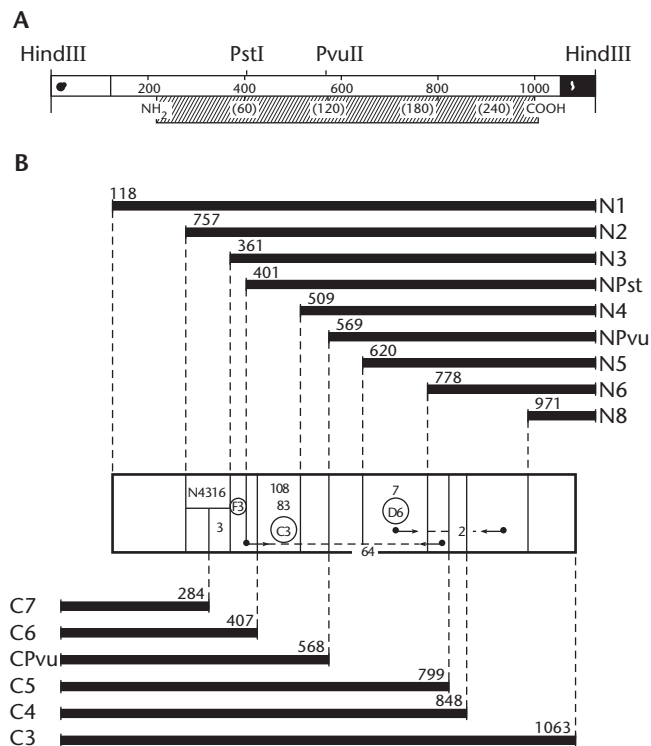 A
HindIII PstI PvuII HindIII
200 400 600 800 1000
NH2 (60) (120) (180) (240) COOH
B
118 N1
757 N2
361 N3
401 NPst
509 N4
569 NPvu
620 N5
778 N6
971 N8
N4316 108 7
F3 83 D6
3 C3 2
64
C7 284
C6 407
CPvu 568
C5 799
C4 848
C3 1063